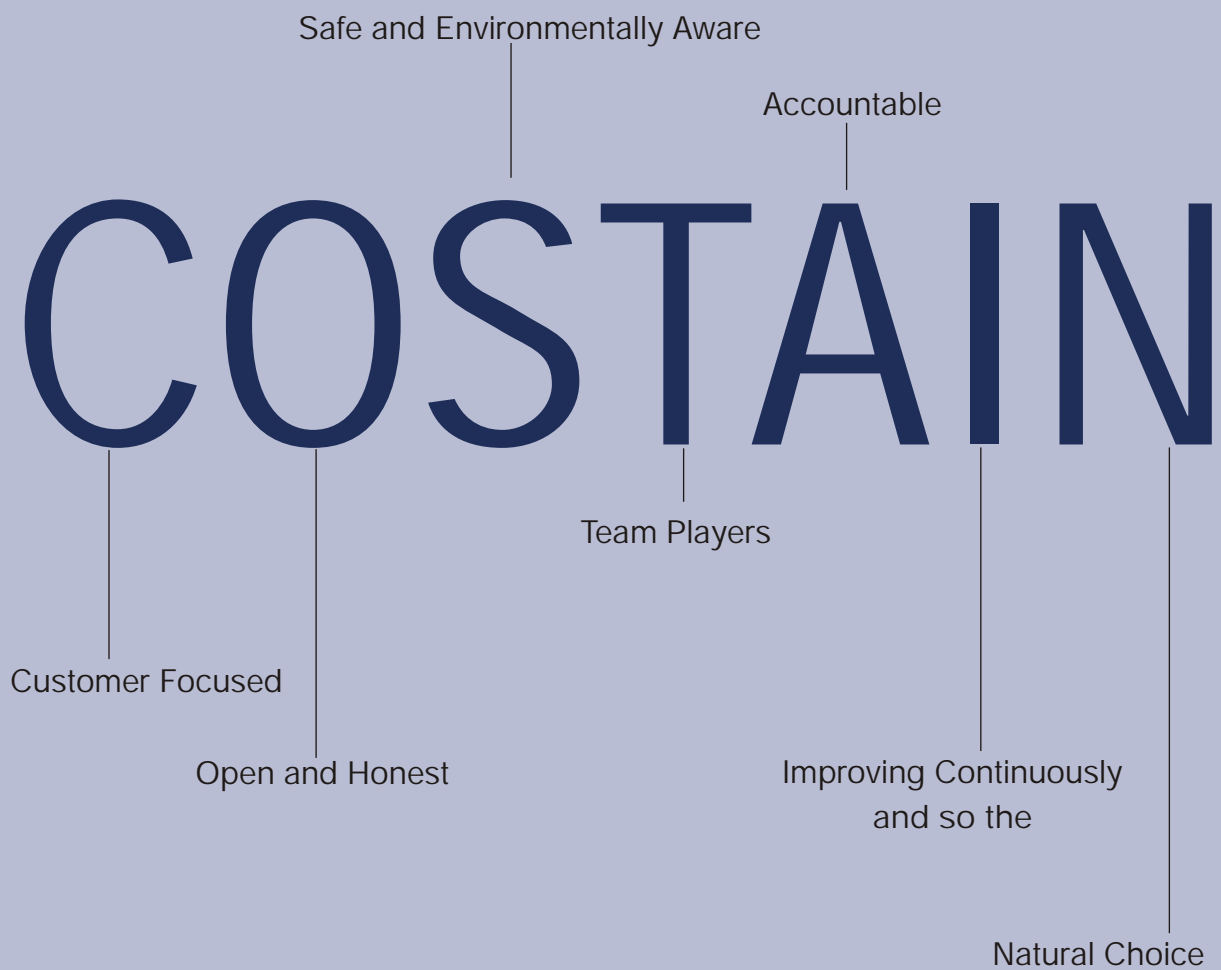 Safe and Environmentally Aware
Accountable
COSTAIN
Team Players
Customer Focused
Open and Honest
Improving Continuously
and so the
Natural Choice